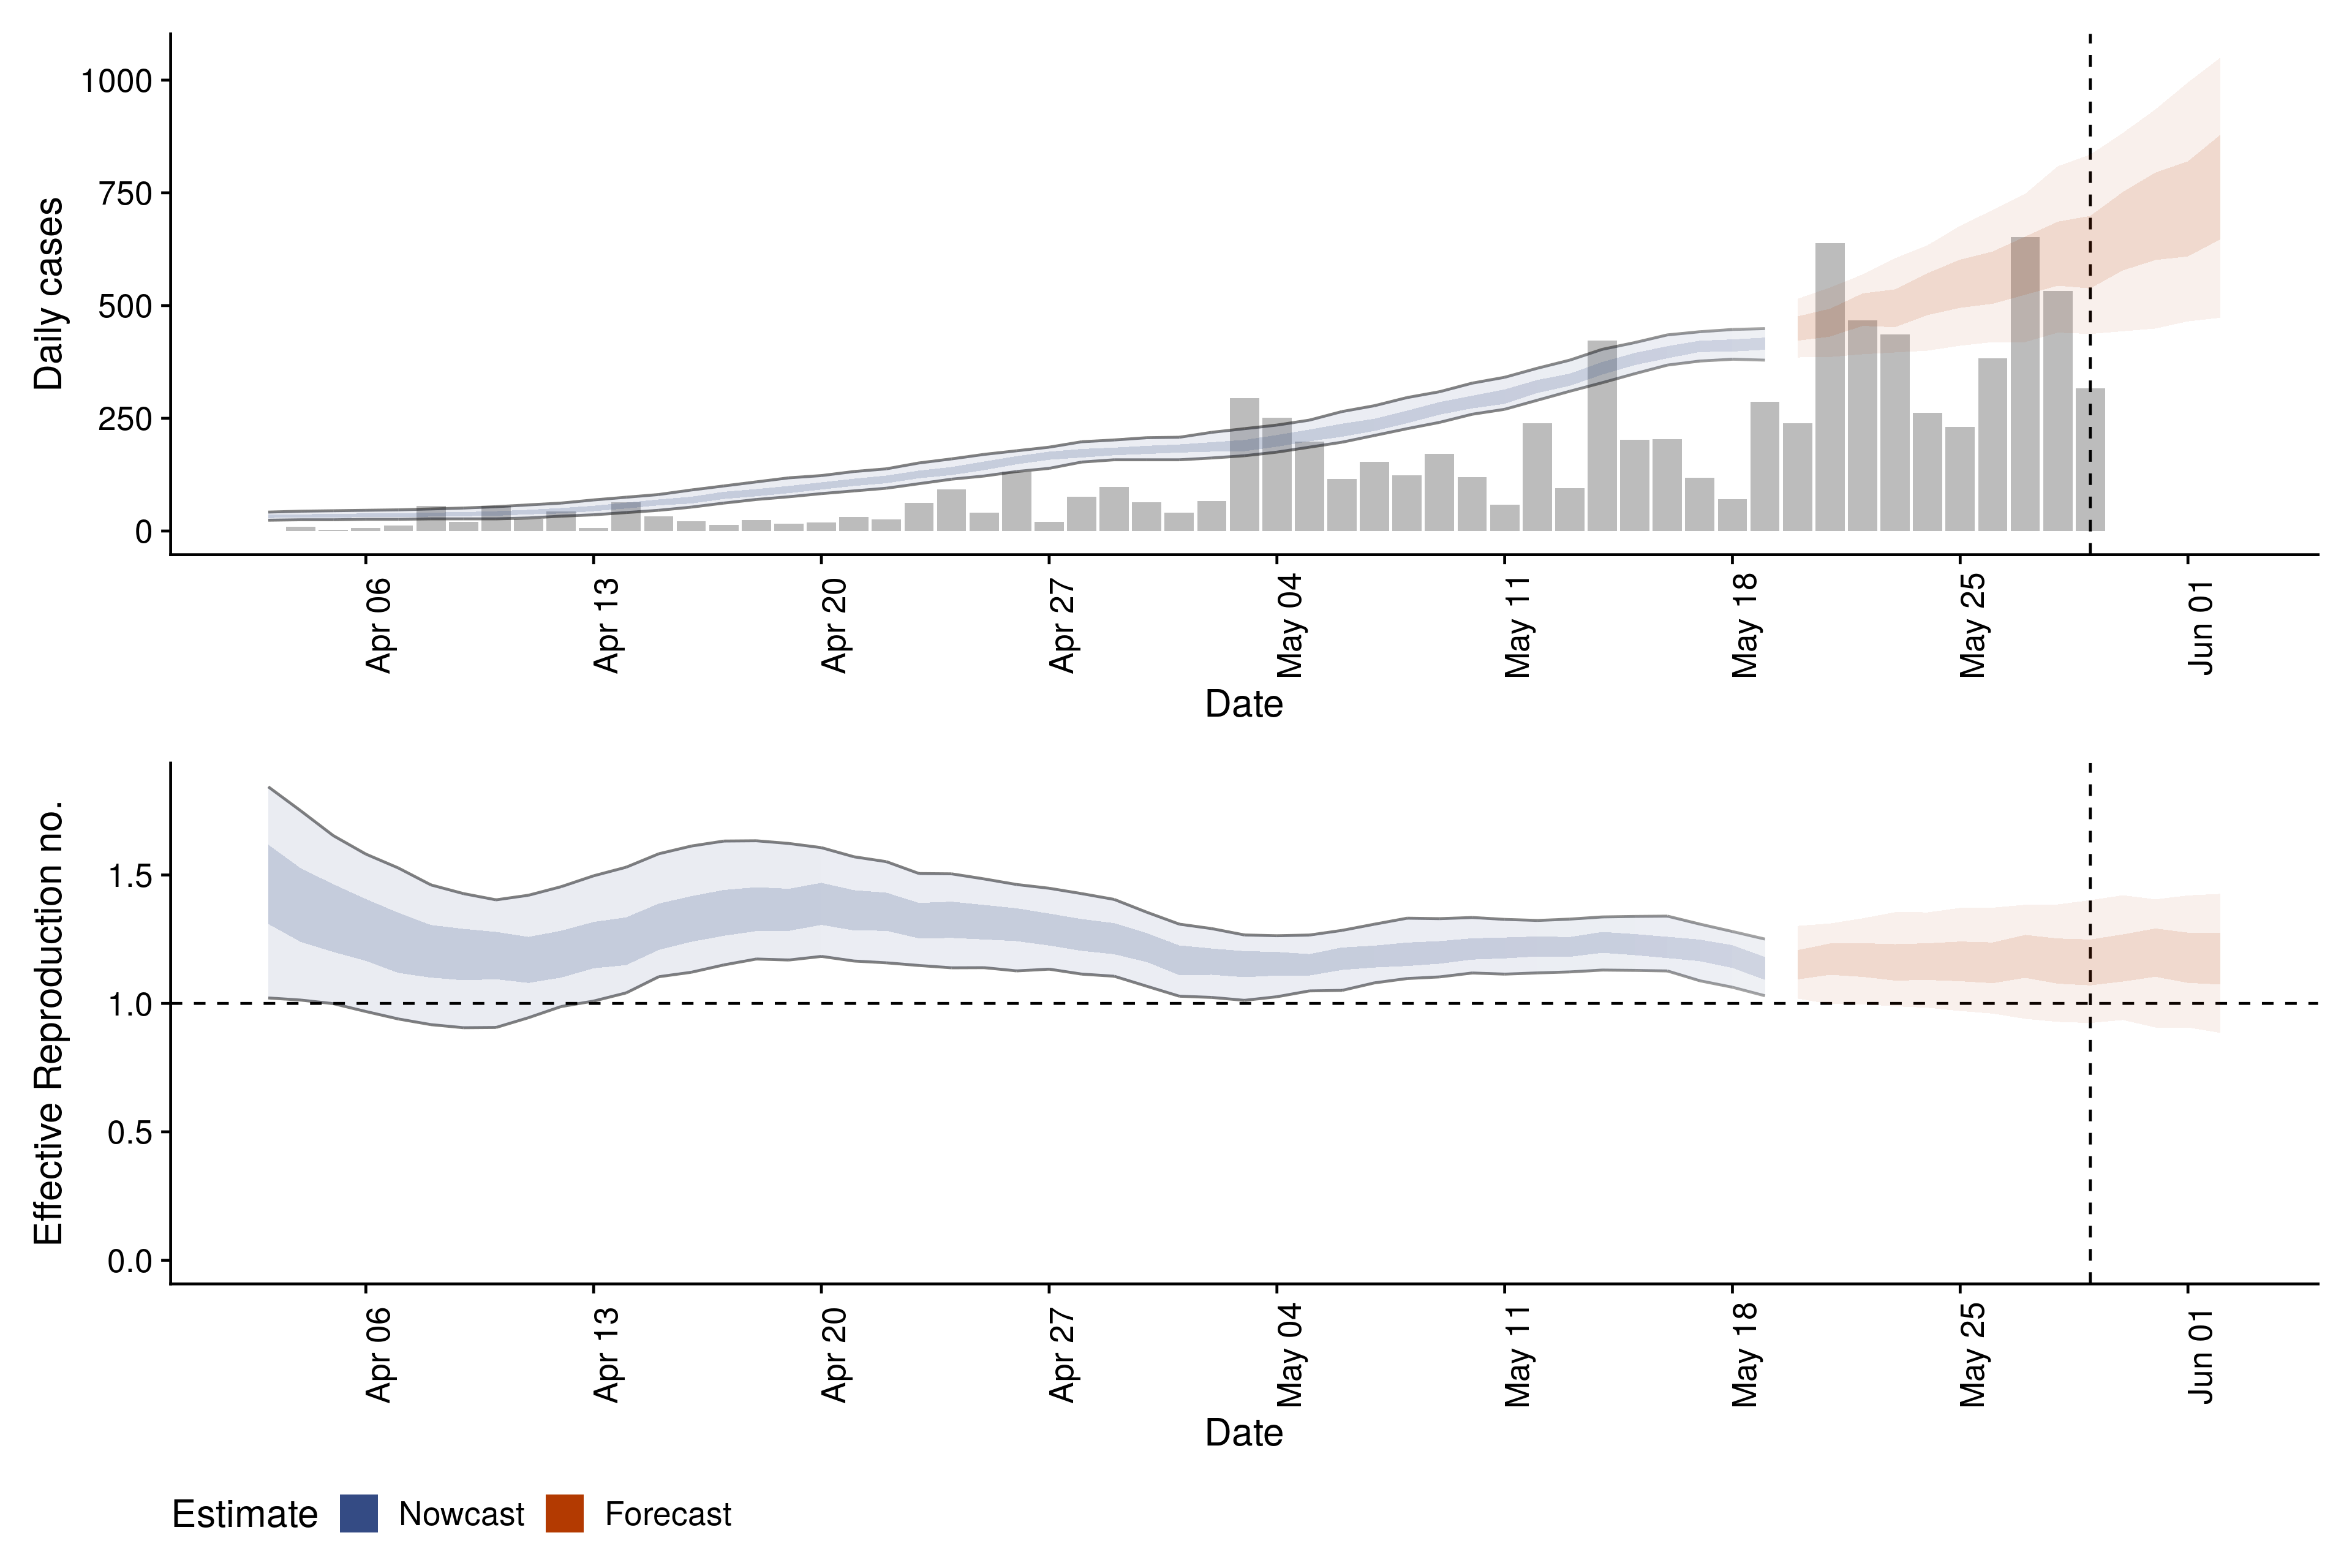 Daily cases
1000
750
500
250
0
Apr 06
Apr 13
Apr 20
Apr 27
May 04
May 11
May 18
May 25
Jun 01
Date
Effective Reproduction no.
1.5
1.0
0.5
0.0
Apr 06
Apr 13
Apr 20
Apr 27
May 04
May 11
May 18
May 25
Jun 01
Date
Estimate Nowcast Forecast